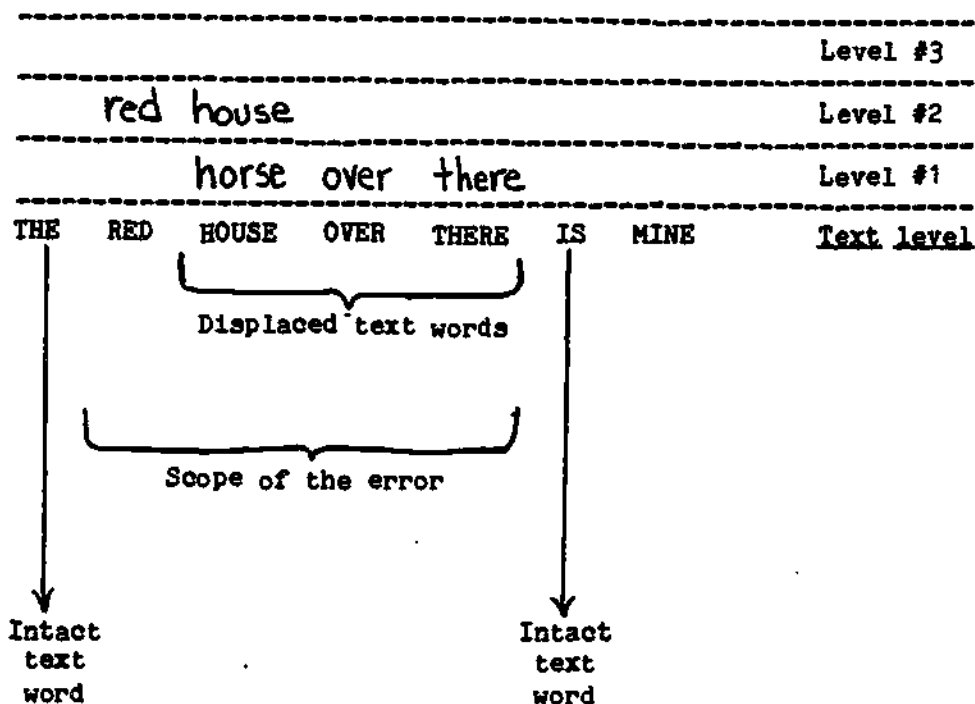 Level #3
red house Level #2
horse over there Level #1
THE RED HOUSE OVER THERE IS MINE Text level
Displaced text words
Scope of the error
Intact Intact
text text
word word